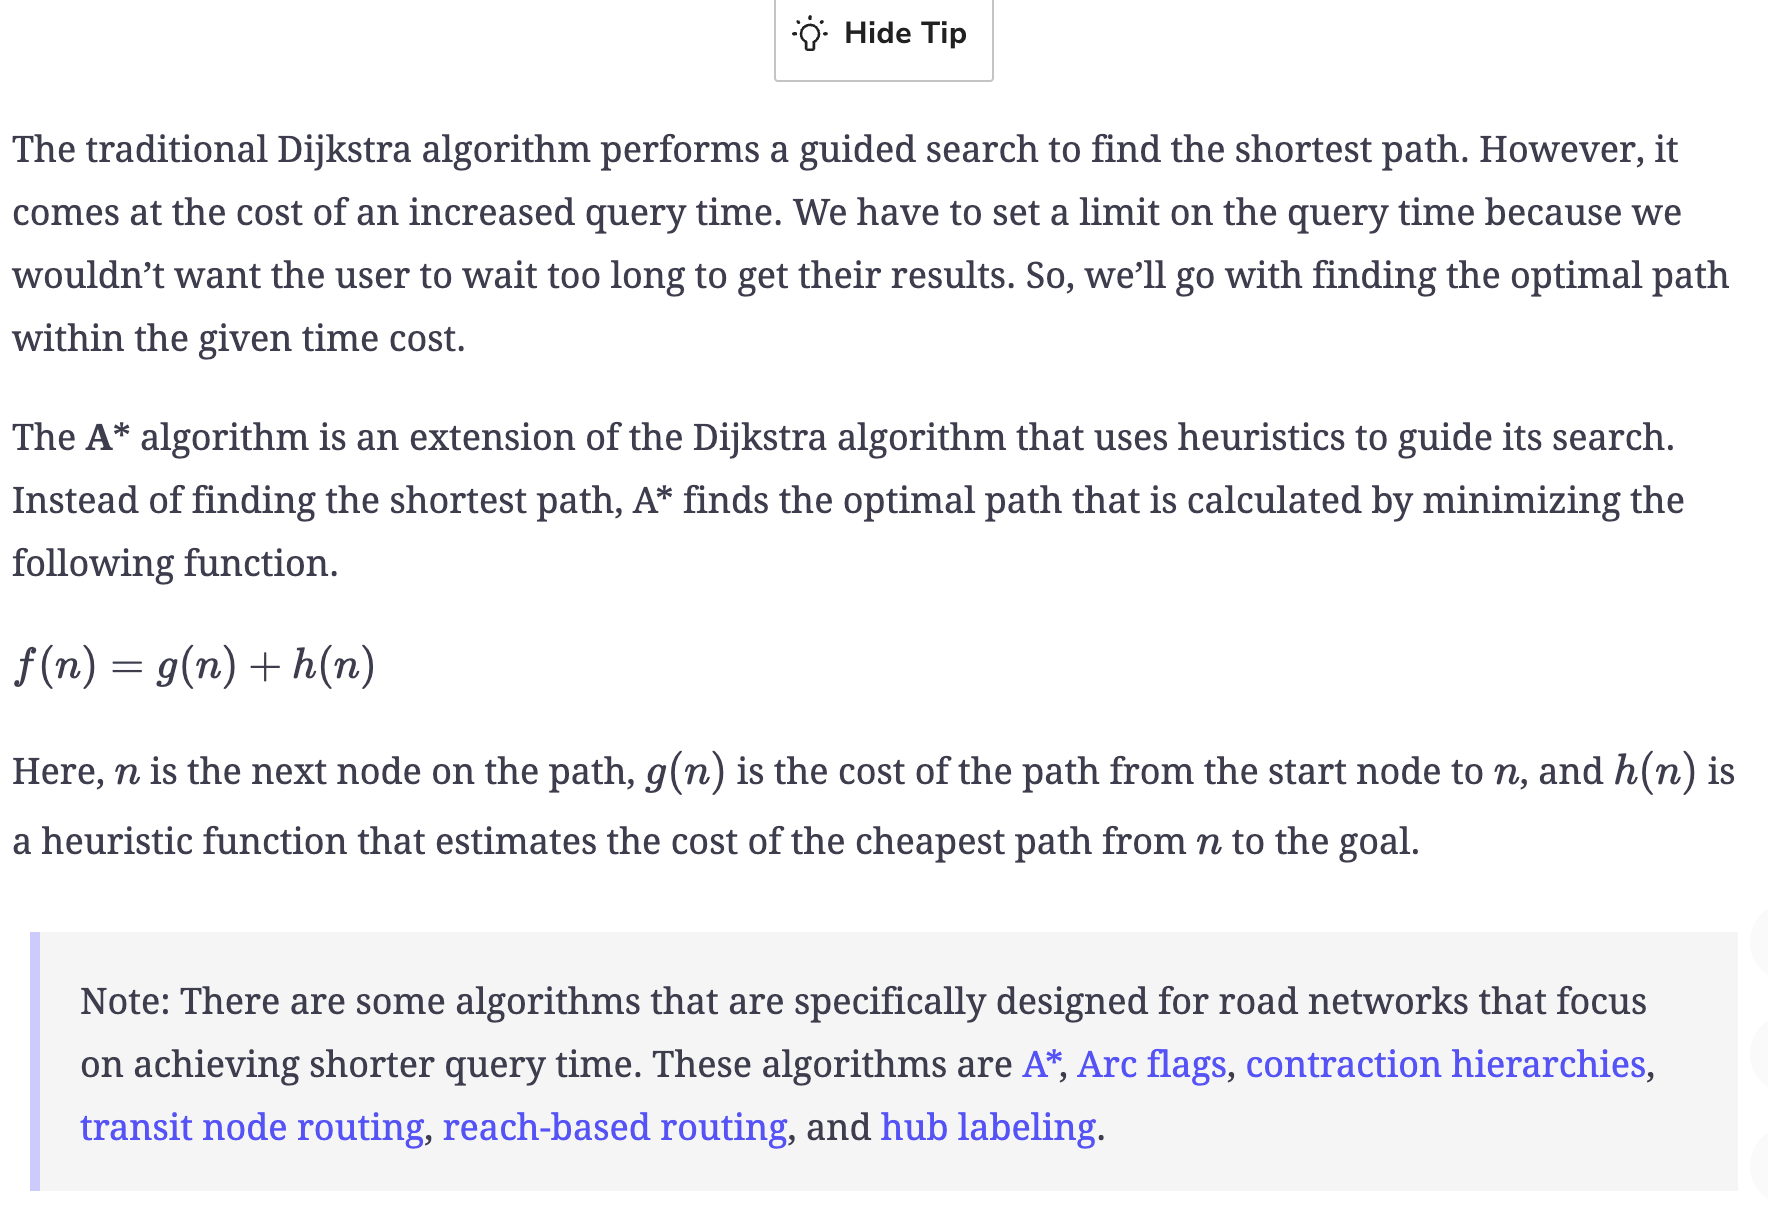 Hide Tip
The traditional Dijkstra algorithm performs a guided search to find the shortest path. However, it
comes at the cost of an increased query time. We have to set a limit on the query time because we
wouldn’t want the user to wait too long to get their results. So, we’ll go with finding the optimal path
within the given time cost.
The A* algorithm is an extension of the Dijkstra algorithm that uses heuristics to guide its search.
Instead of finding the shortest path, A* finds the optimal path that is calculated by minimizing the
following function.
f(n) = g(n) + h(n)
Here, n is the next node on the path, g(n) is the cost of the path from the start node to n, and h(n) is
a heuristic function that estimates the cost of the cheapest path from n to the goal.
Note: There are some algorithms that are specifically designed for road networks that focus
on achieving shorter query time. These algorithms are A*, Arc flags, contraction hierarchies,
transit node routing, reach-based routing, and hub labeling.